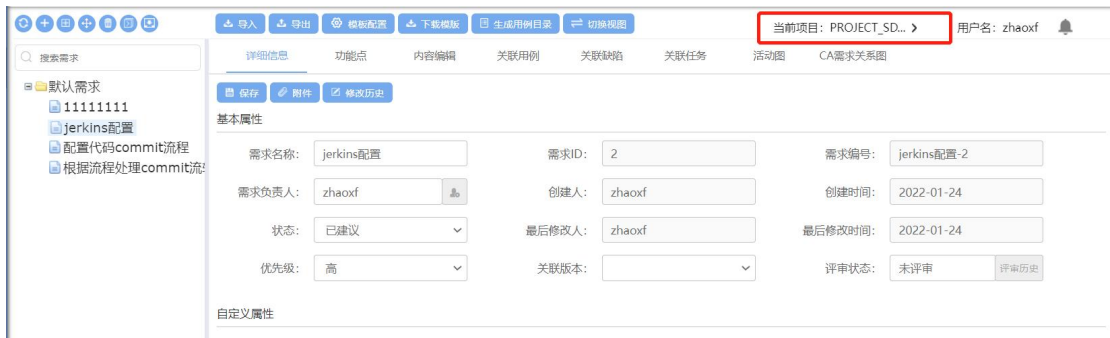 导入 导出 模板配置 下载模版 生成用例目录 切换视图 当前项目：PROJECT_SD... 用户名：zhaoxf
搜索需求
详细信息 功能点 内容编辑 关联用例 关联缺陷 关联任务 活动图 CA需求关系图
默认需求
11111111
jerkins配置
配置代码commit流程
根据流程处理commit流
保存 附件 修改历史
基本属性
需求名称： jerkins配置 需求ID： 2 需求编号： jerkins配置-2
需求负责人： zhaoxf 创建人： zhaoxf 创建时间： 2022-01-24
状态： 已建议 最后修改人： zhaoxf 最后修改时间： 2022-01-24
优先级： 高 关联版本： 评审状态： 未评审 评审历史
自定义属性